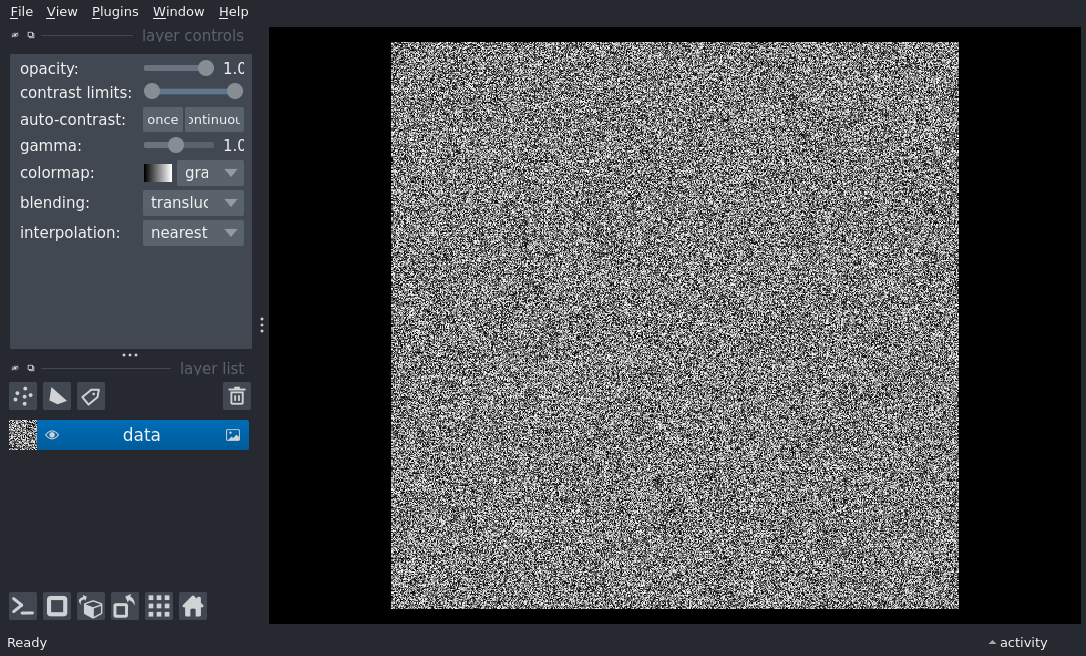 File View Plugins Window Help
layer controls
opacity: 1.0
contrast limits:
auto-contrast: once ontinuou
gamma: 1.0
colormap: gra
blending: transluc
interpolation: nearest
layer list
data
Ready activity